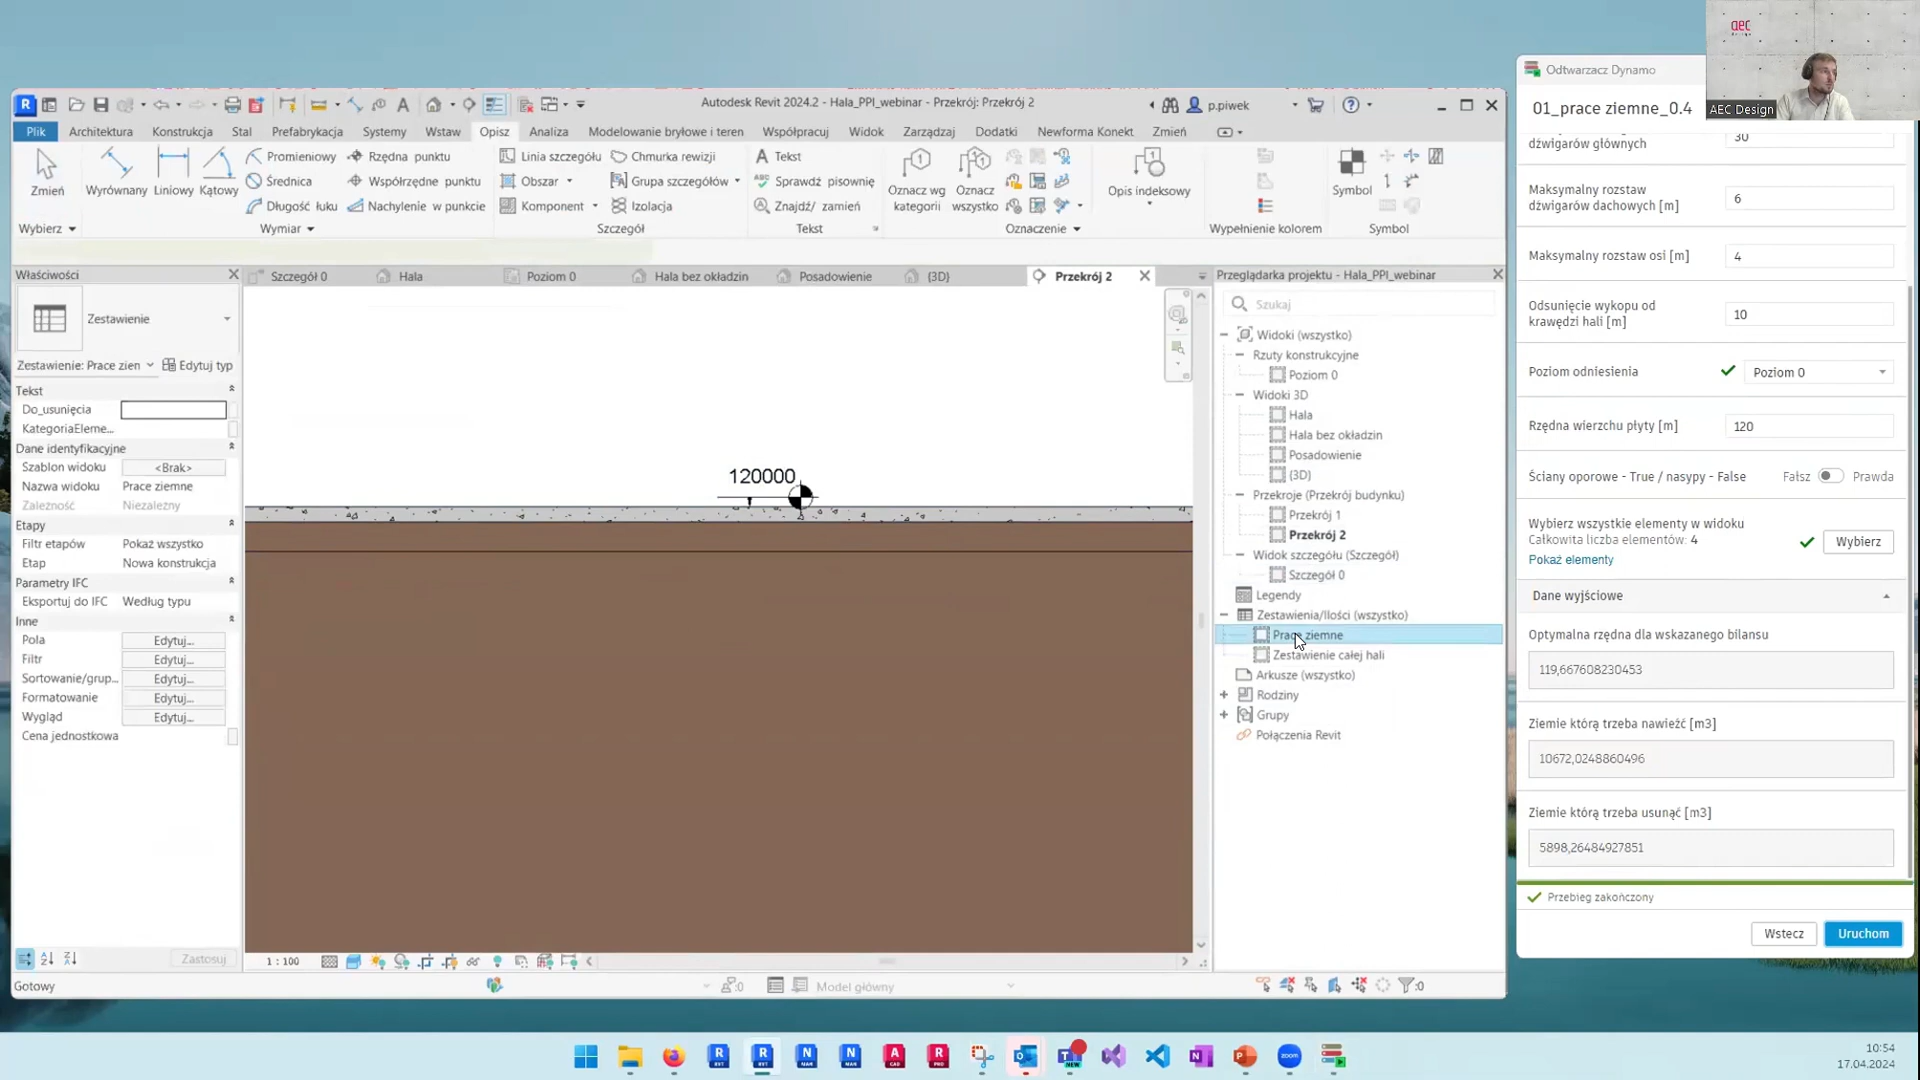 Autodesk Revit 2024.2 - Hala_PPI_webinar - Przekrój: Przekrój 2
p.piwek
Plik Architektura Konstrukcja Stal Prefabrykacja Systemy Wstaw Opisz Analiza Modelowanie bryłowe i teren Współpracuj Widok Zarządzaj Dodatki Newforma Konekt Zmień
Zmień
Wybierz
Wyrównany
Liniowy
Kątowy
Promieniowy
Średnica
Długość łuku
Rzędna punktu
Współrzędne punktu
Nachylenie w punkcie
Wymiar
Linia szczegółu
Obszar
Komponent
Chmurka rewizji
Grupa szczegółów
Izolacja
Szczegół
Tekst
Sprawdź pisownię
Znajdź/ zamień
Tekst
Oznacz wg kategorii
Oznacz wszystko
Oznaczenie
Opis indeksowy
Wypełnienie kolorem
Symbol
Symbol
Właściwości
Zestawienie
Zestawienie: Prace zien
Edytuj typ
Tekst
Do_usunięcia
KategoriaEleme...
Dane identyfikacyjne
Szablon widoku <Brak>
Nazwa widoku Prace ziemne
Zależność Niezależny
Etapy
Filtr etapów Pokaż wszystko
Etap Nowa konstrukcja
Parametry IFC
Eksportuj do IFC Według typu
Inne
Pola Edytuj...
Filtr Edytuj...
Sortowanie/grup... Edytuj...
Formatowanie Edytuj...
Wygląd Edytuj...
Cena jednostkowa
Zastosuj
Gotowy
Szczegół 0
Hala
Poziom 0
Hala bez okładzin
Posadowienie
{3D}
Przekrój 2
120000
1 : 100
:0
Model główny
:0
Przeglądarka projektu - Hala_PPI_webinar
Szukaj
Widoki (wszystko)
Rzuty konstrukcyjne
Poziom 0
Widoki 3D
Hala
Hala bez okładzin
Posadowienie
{3D}
Przekroje (Przekrój budynku)
Przekrój 1
Przekrój 2
Widok szczegółu (Szczegół)
Szczegół 0
Legendy
Zestawienia/Ilości (wszystko)
Prace ziemne
Zestawienie całej hali
Arkusze (wszystko)
Rodziny
Grupy
Połączenia Revit
Odtwarzacz Dynamo
01_prace ziemne_0.4
dźwigarów głównych 30
Maksymalny rozstaw
dźwigarów dachowych [m] 6
Maksymalny rozstaw osi [m] 4
Odsunięcie wykopu od
krawędzi hali [m] 10
Poziom odniesienia Poziom 0
Rzędna wierzchu płyty [m] 120
Ściany oporowe - True / nasypy - False Fałsz Prawda
Wybierz wszystkie elementy w widoku
Całkowita liczba elementów: 4
Wybierz
Pokaż elementy
Dane wyjściowe
Optymalna rzędna dla wskazanego bilansu
119,667608230453
Ziemie którą trzeba nawieźć [m3]
10672,0248860496
Ziemie którą trzeba usunąć [m3]
5898,26484927851
Przebieg zakończony
Wstecz Uruchom
aec
AEC Design
10:54
17.04.2024